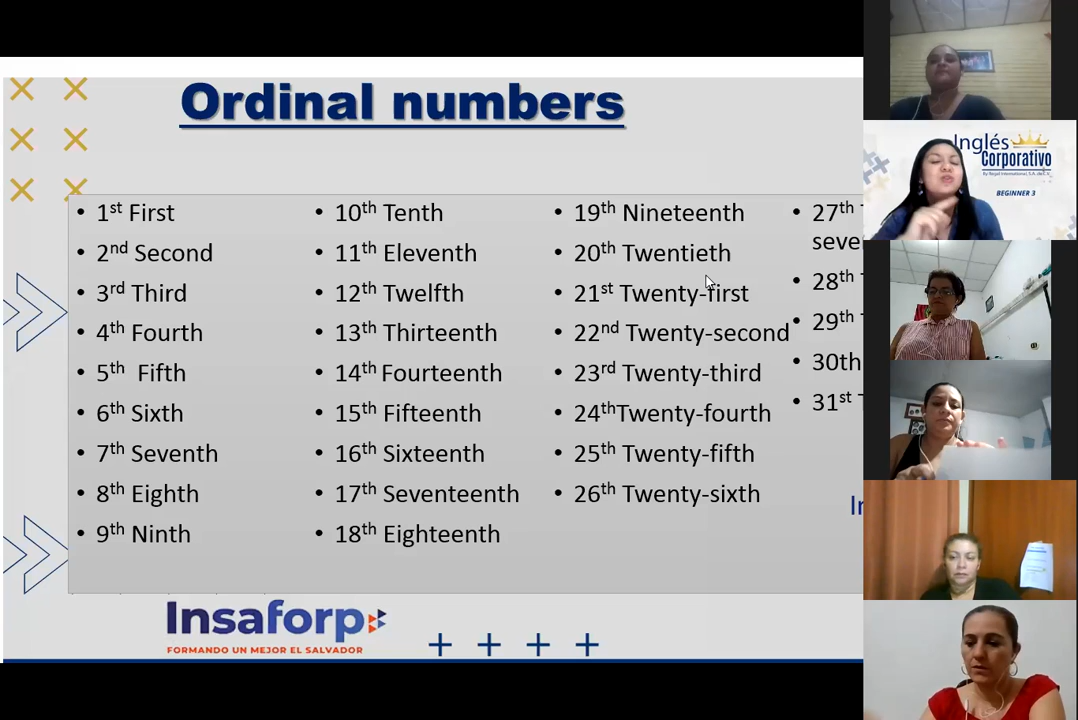 Ordinal numbers
• 1st First
• 2nd Second
• 3rd Third
• 4th Fourth
• 5th Fifth
• 6th Sixth
• 7th Seventh
• 8th Eighth
• 9th Ninth
• 10th Tenth
• 11th Eleventh
• 12th Twelfth
• 13th Thirteenth
• 14th Fourteenth
• 15th Fifteenth
• 16th Sixteenth
• 17th Seventeenth
• 18th Eighteenth
• 19th Nineteenth
• 20th Twentieth
• 21st Twenty-first
• 22nd Twenty-second
• 23rd Twenty-third
• 24thTwenty-fourth
• 25th Twenty-fifth
• 26th Twenty-sixth
• 27th T
seve
• 28th T
• 29th T
• 30th
• 31st T
Insaforp
FORMANDO UN MEJOR EL SALVADOR
Inglés
Corporativo
BEGINNER 3